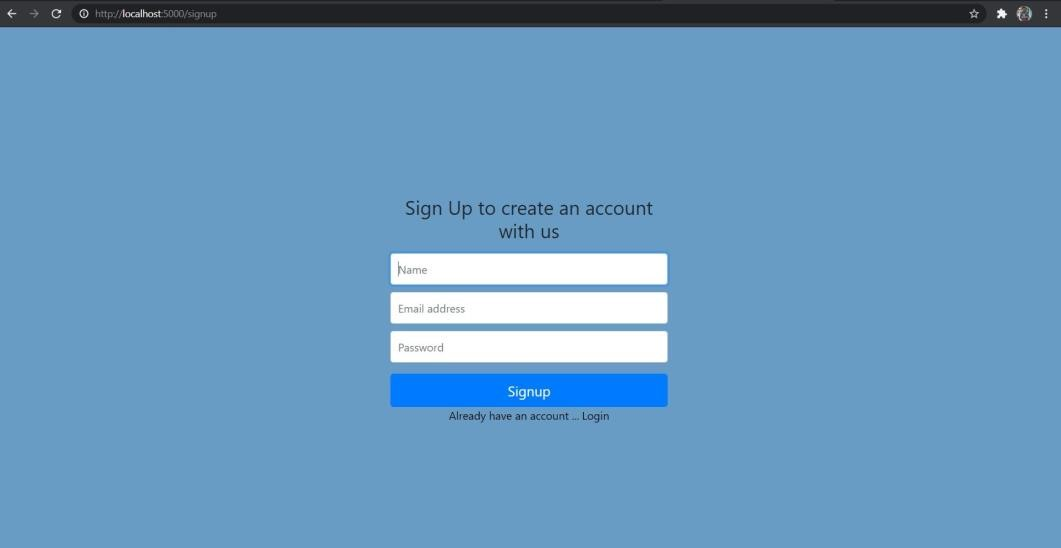 http://localhost:5000/signup
Sign Up to create an account
with us
Name
Email address
Password
Signup
Already have an account ... Login